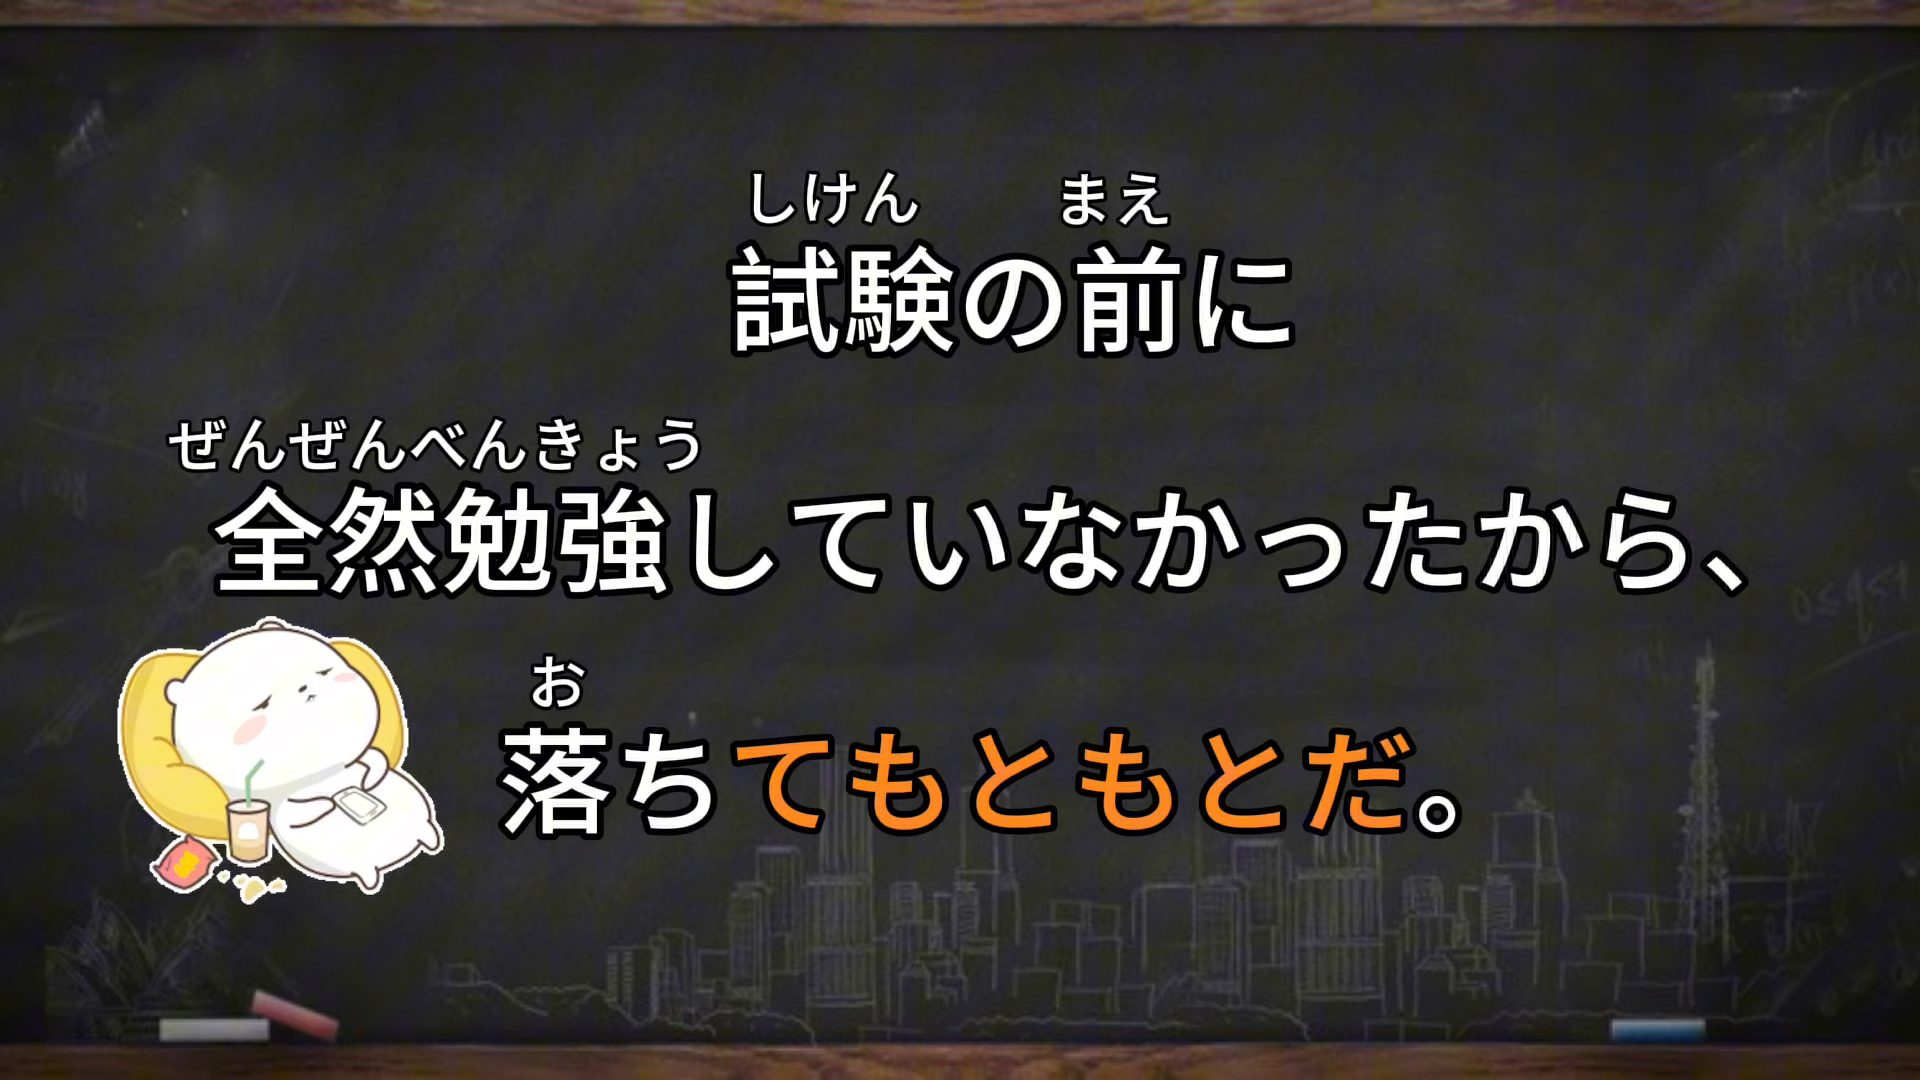 しけん まえ
試験の前に
ぜんぜんべんきょう
全然勉強していなかったから、
お
落ちてもともとだ。